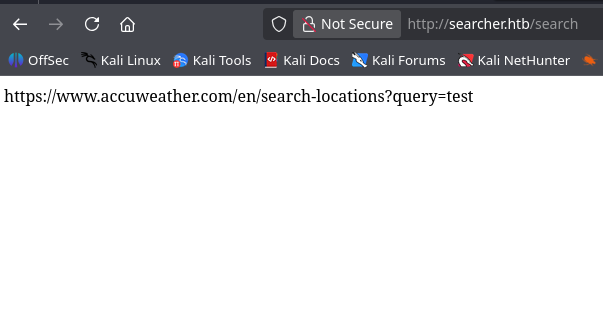 Not Secure http://searcher.htb/search
OffSec Kali Linux Kali Tools Kali Docs Kali Forums Kali NetHunter
https://www.accuweather.com/en/search-locations?query=test